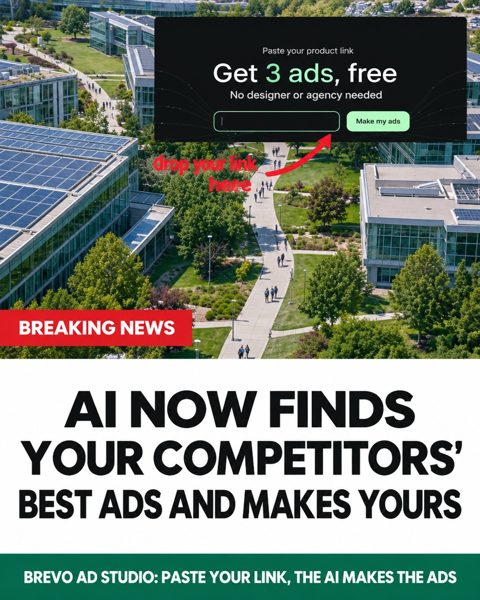 Paste your product link
Get 3 ads, free
No designer or agency needed
Make my ads
drop your link
here
BREAKING NEWS
AI NOW FINDS
YOUR COMPETITORS'
BEST ADS AND MAKES YOURS
BREVO AD STUDIO: PASTE YOUR LINK, THE AI MAKES THE ADS